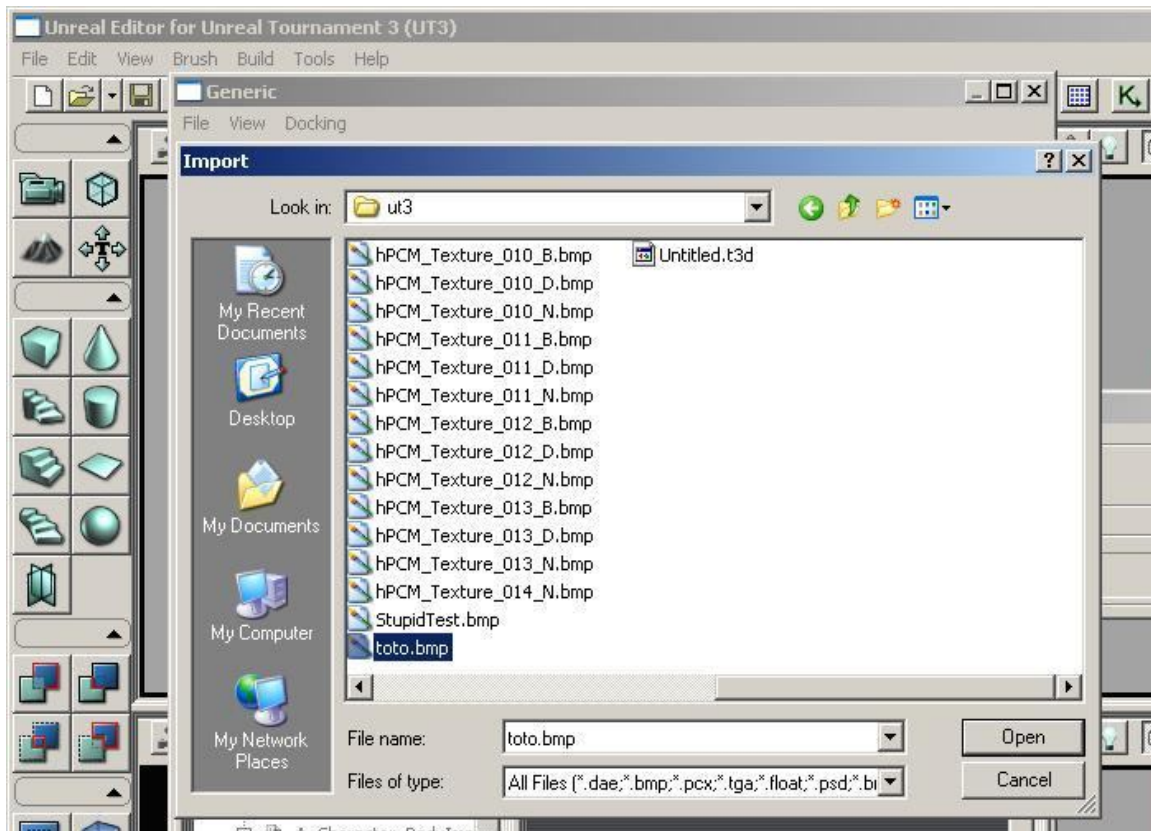 Unreal Editor for Unreal Tournament 3 (UT3)
File Edit View Brush Build Tools Help
Generic
File View Docking
Import
Look in: ut3
hPCM_Texture_010_B.bmp Untitled.t3d
hPCM_Texture_010_D.bmp
hPCM_Texture_010_N.bmp
hPCM_Texture_011_B.bmp
hPCM_Texture_011_D.bmp
hPCM_Texture_011_N.bmp
hPCM_Texture_012_B.bmp
hPCM_Texture_012_D.bmp
hPCM_Texture_012_N.bmp
hPCM_Texture_013_B.bmp
hPCM_Texture_013_D.bmp
hPCM_Texture_013_N.bmp
hPCM_Texture_014_N.bmp
StupidTest.bmp
toto.bmp
My Recent
Documents
Desktop
My Documents
My Computer
My Network
Places
File name: toto.bmp Open
Files of type: All Files (*.dae;*.bmp;*.pcx;*.tga;*.float;*.psd;*.b Cancel